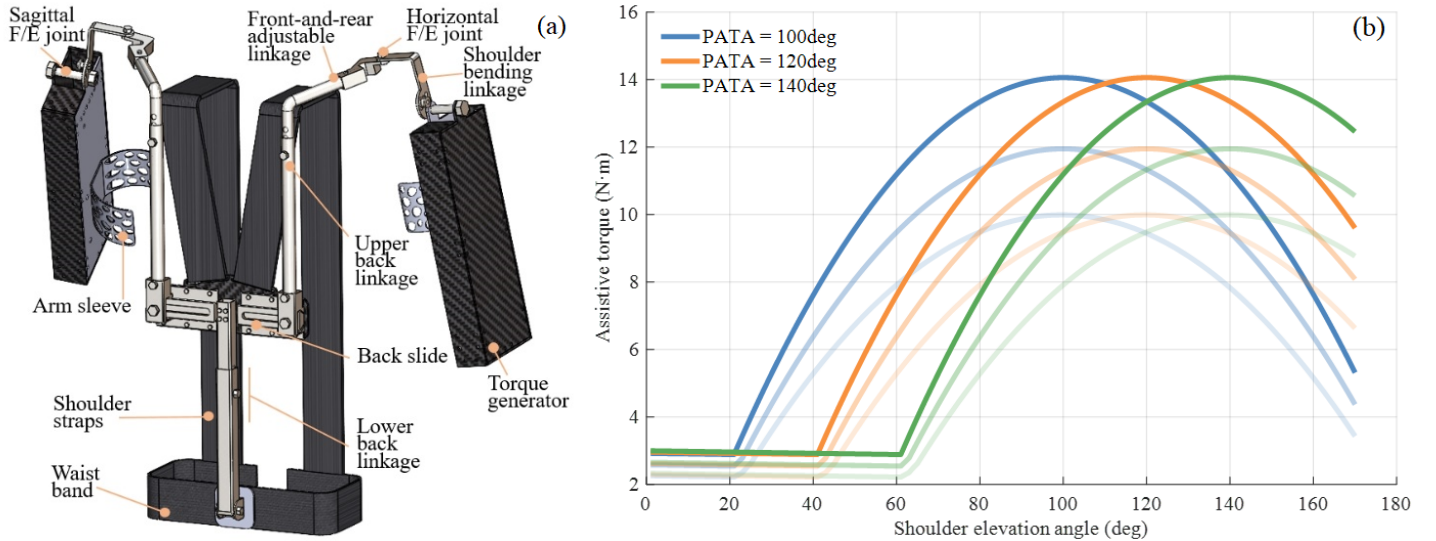 Sagittal
F/E joint
Front-and-rear
adjustable
linkage
Horizontal
F/E joint
(a)
Shoulder
bending
linkage
Upper
back
linkage
Arm sleeve
Back slide
Torque
generator
Shoulder
straps
Lower
back
linkage
Waist
band
(b)
PATA = 100deg
PATA = 120deg
PATA = 140deg
Assistive torque (N·m)
16
14
12
10
8
6
4
2
0 20 40 60 80 100 120 140 160 180
Shoulder elevation angle (deg)